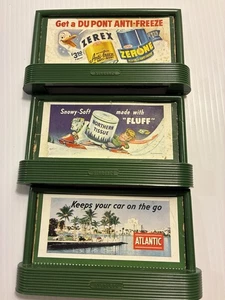 Get a DU PONT ANTI-FREEZE
ZEREX
ZERONE
Snowy-Soft made with
"FLUFF"
NORTHERN
TISSUE
Keeps your car on the go
ATLANTIC